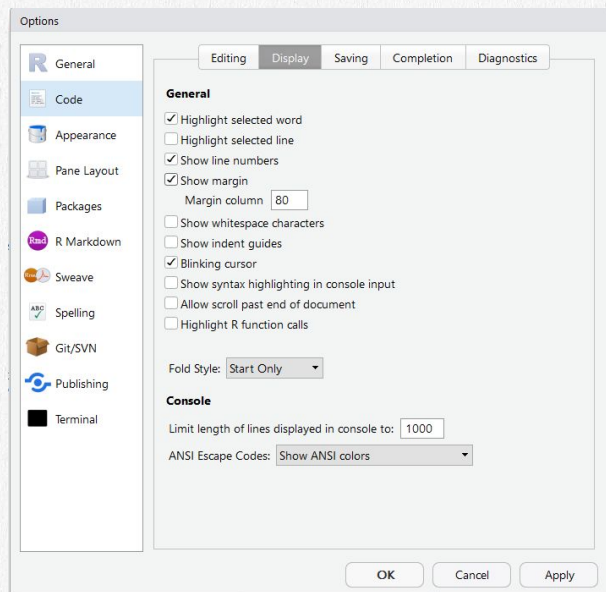 Options
General
Code
Appearance
Pane Layout
Packages
Rmd R Markdown
Sweave
ABC Spelling
Git/SVN
Publishing
Terminal
Editing Display Saving Completion Diagnostics
General
Highlight selected word
Highlight selected line
Show line numbers
Show margin
Margin column 80
Show whitespace characters
Show indent guides
Blinking cursor
Show syntax highlighting in console input
Allow scroll past end of document
Highlight R function calls
Fold Style: Start Only
Console
Limit length of lines displayed in console to: 1000
ANSI Escape Codes: Show ANSI colors
OK Cancel Apply